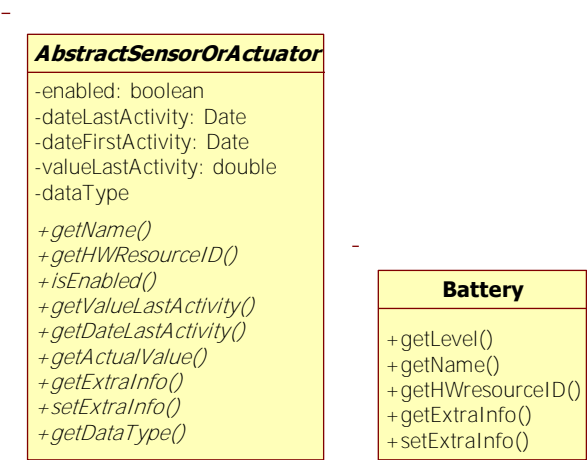 AbstractSensorOrActuator
-enabled: boolean
-dateLastActivity: Date
-dateFirstActivity: Date
-valueLastActivity: double
-dataType
+getName()
+getHWResourceID()
+isEnabled()
+getValueLastActivity()
+getDateLastActivity()
+getActualValue()
+getExtraInfo()
+setExtraInfo()
+getDataType()
Battery
+getLevel()
+getName()
+getHWresourceID()
+getExtraInfo()
+setExtraInfo()